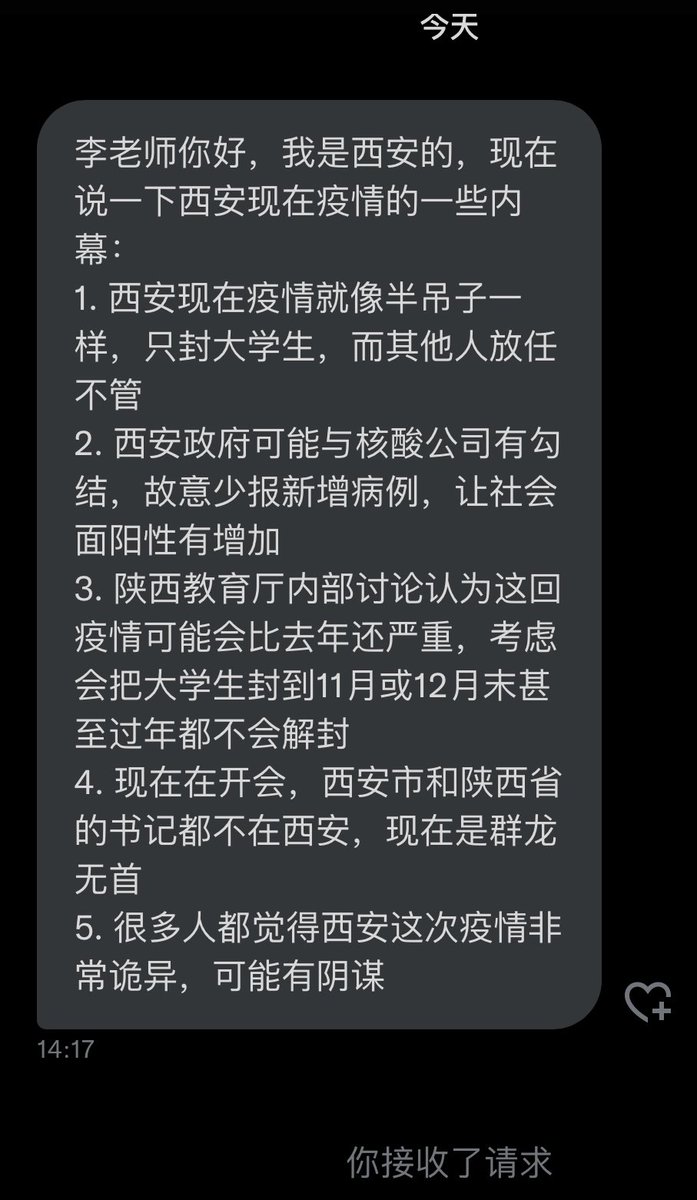 今天
李老师你好，我是西安的，现在
说一下西安现在疫情的一些内
幕：
1. 西安现在疫情就像半吊子一
样，只封大学生，而其他人放任
不管
2. 西安政府可能与核酸公司有勾
结，故意少报新增病例，让社会
面阳性有增加
3. 陕西教育厅内部讨论认为这回
疫情可能会比去年还严重，考虑
会把大学生封到11月或12月末甚
至过年都不会解封
4. 现在在开会，西安市和陕西省
的书记都不在西安，现在是群龙
无首
5. 很多人都觉得西安这次疫情非
常诡异，可能有阴谋
14:17
你接收了请求